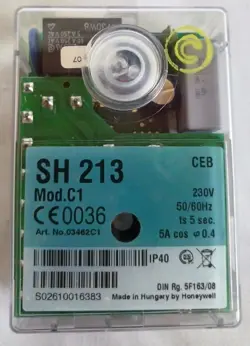 07
SH 213 CEB
Mod.C1 230V
CE0036 50/60Hz
ts 5 sec.
Art. No.03462C1 5A cos φ 0.4
IP40
DIN Rg. 5F163/08
S02610016383 Made in Hungary by Honeywell